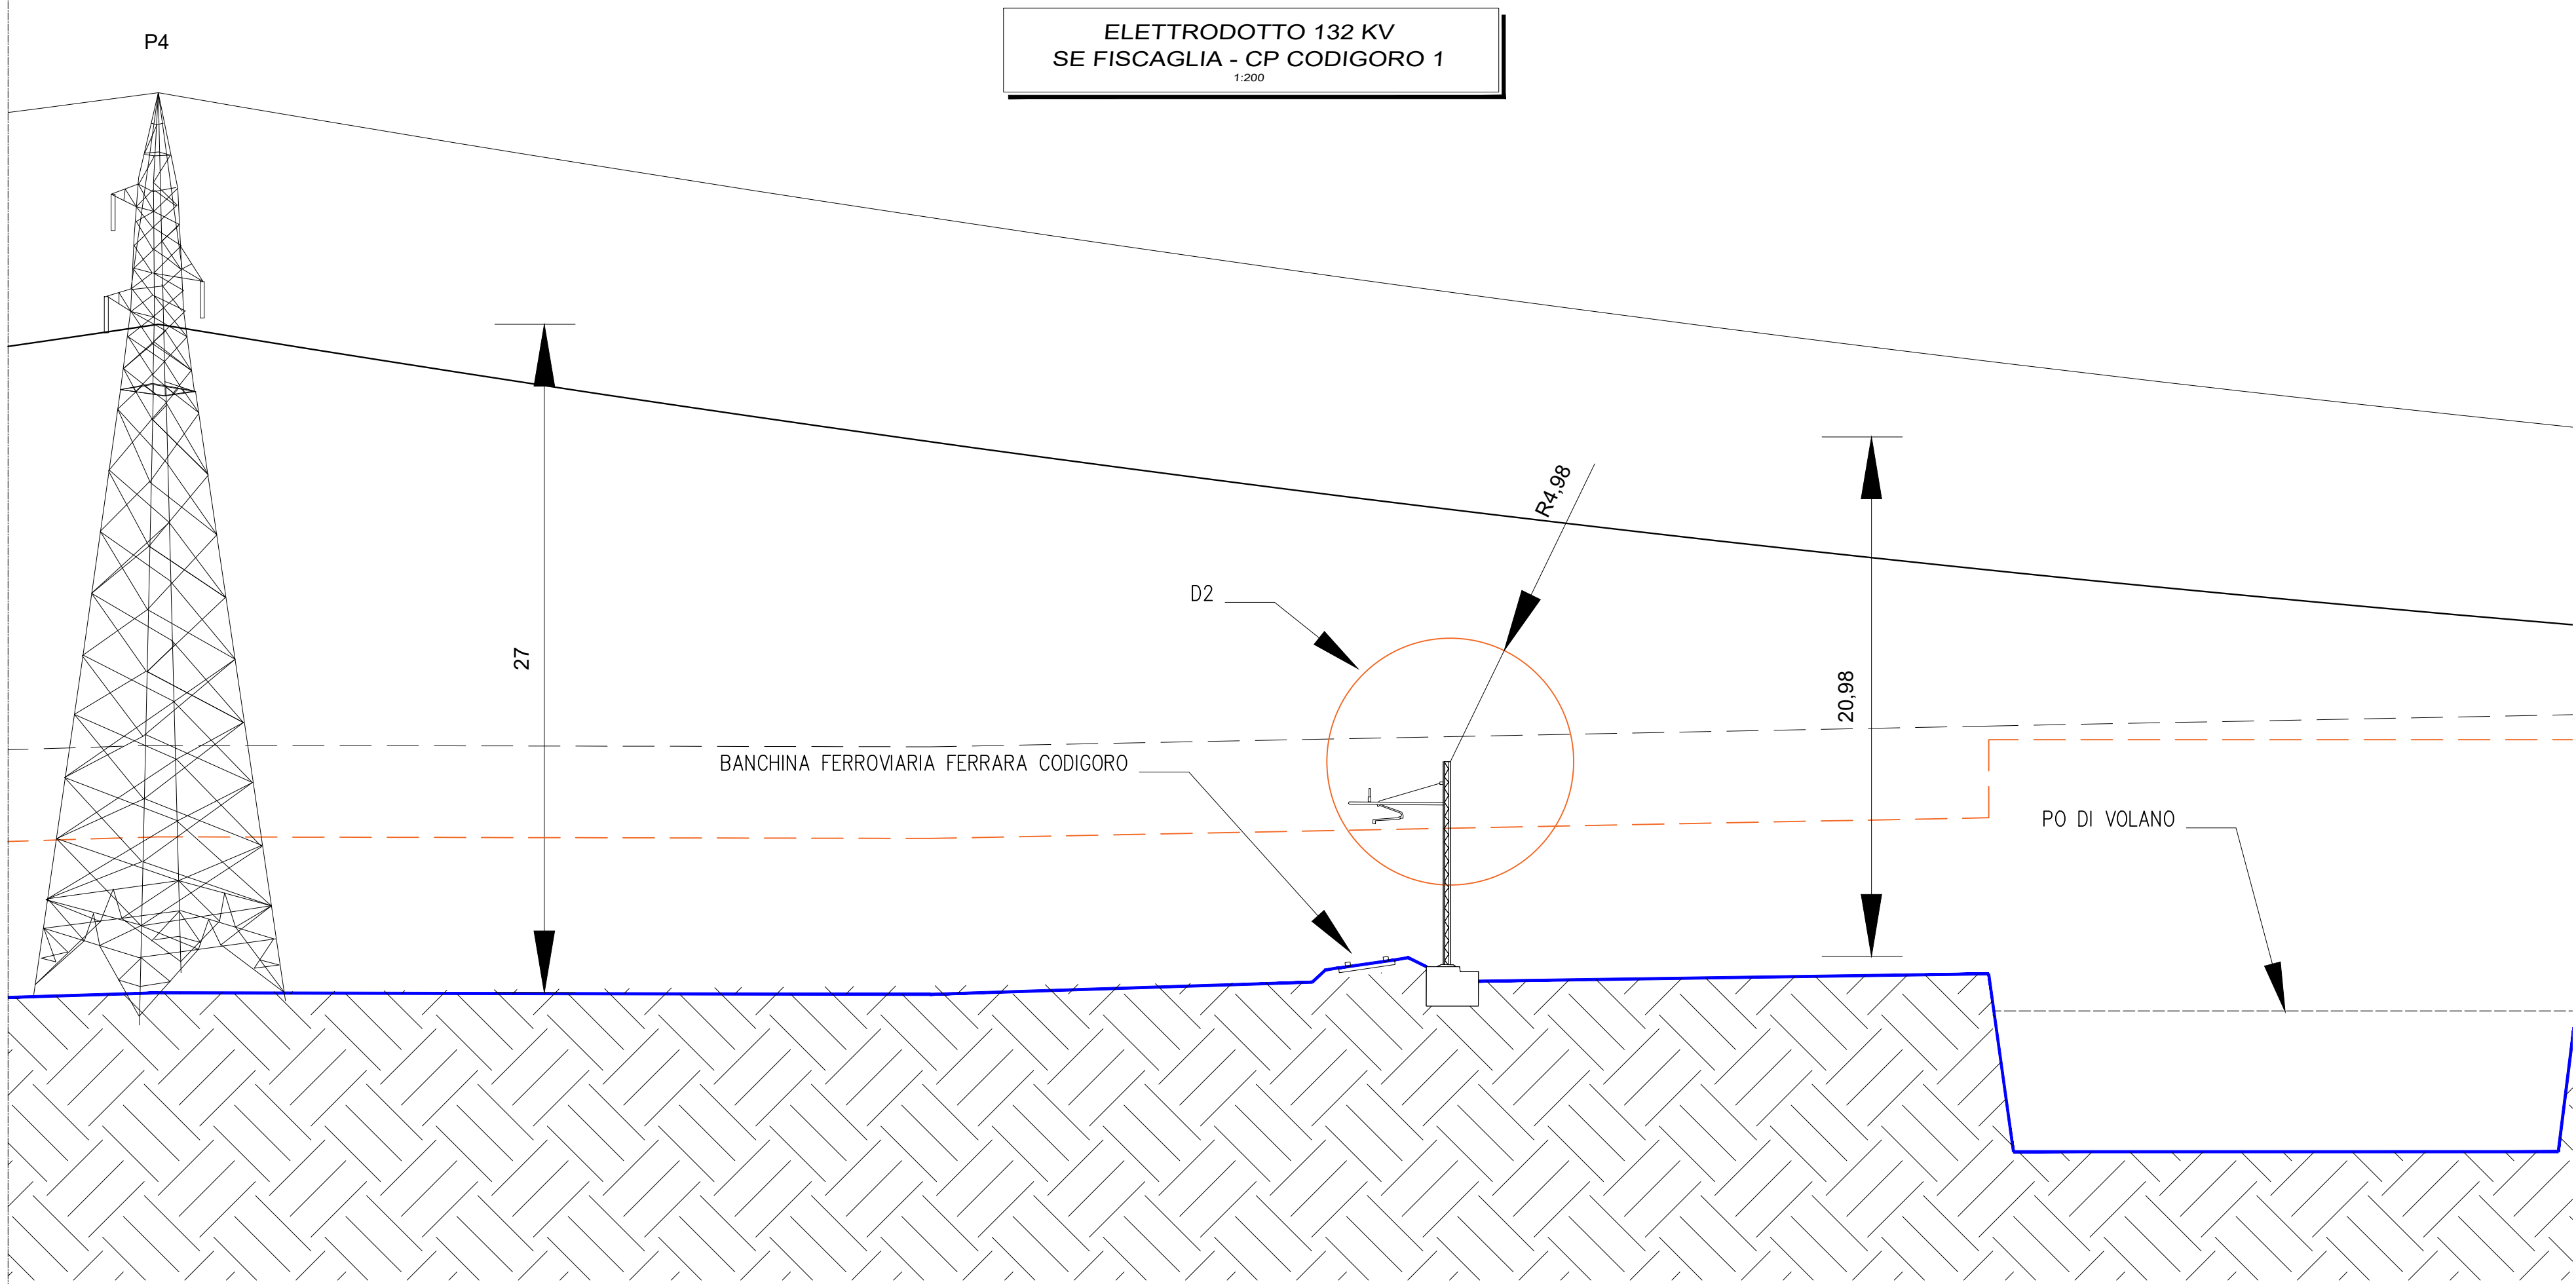 P4
ELETTRODOTTO 132 KV
SE FISCAGLIA - CP CODIGORO 1
1:200
R4,98
D2
27
20,98
BANCHINA FERROVIARIA FERRARA CODIGORO
PO DI VOLANO